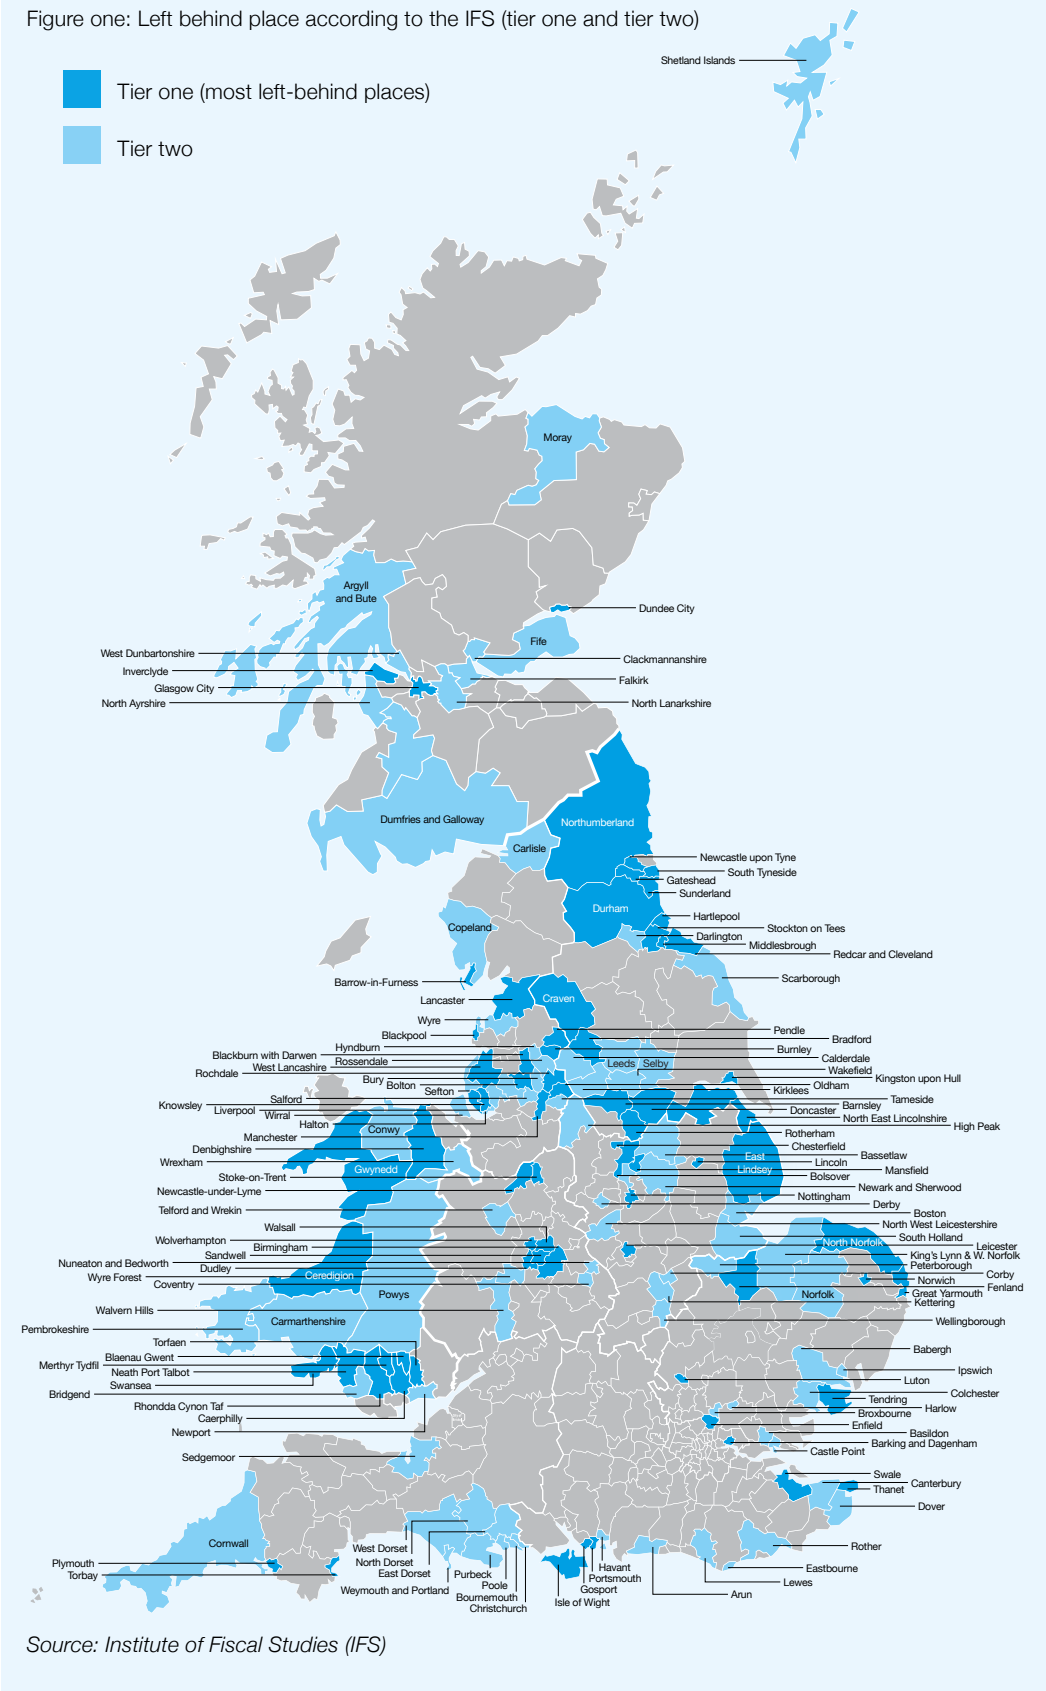 Figure one: Left behind place according to the IFS (tier one and tier two)
Shetland Islands
Tier one (most left-behind places)
Tier two
Moray
Argyll
and Bute
Dundee City
Fife
West Dunbartonshire
Clackmannanshire
Inverclyde
Falkirk
Glasgow City
North Ayrshire
North Lanarkshire
Dumfries and Galloway
Northumberland
Carlisle
Newcastle upon Tyne
South Tyneside
Gateshead
Sunderland
Durham
Hartlepool
Copeland
Stockton on Tees
Darlington
Middlesbrough
Redcar and Cleveland
Scarborough
Barrow-in-Furness
Lancaster
Craven
Wyre
Pendle
Blackpool
Bradford
Hyndburn
Burnley
Blackburn with Darwen
Calderdale
Rossendale
Leeds
Selby
West Lancashire
Wakefield
Rochdale
Kingston upon Hull
Bury
Bolton
Oldham
Sefton
Kirklees
Salford
Tameside
Knowsley
Barnsley
Liverpool
Doncaster
Wirral
North East Lincolnshire
Halton
High Peak
Conwy
Manchester
Rotherham
Denbighshire
Chesterfield
Wrexham
East
Lindsey
Bassetlaw
Lincoln
Gwynedd
Mansfield
Stoke-on-Trent
Bolsover
Newcastle-under-Lyme
Newark and Sherwood
Nottingham
Derby
Telford and Wrekin
Boston
Walsall
North West Leicestershire
Wolverhampton
South Holland
Birmingham
North Norfolk
Leicester
Sandwell
King's Lynn & W. Norfolk
Nuneaton and Bedworth
Peterborough
Dudley
Corby
Wyre Forest
Ceredigion
Norwich
Coventry
Fenland
Powys
Norfolk
Great Yarmouth
Kettering
Walvern Hills
Carmarthenshire
Wellingborough
Pembrokeshire
Torfaen
Babergh
Blaenau Gwent
Merthyr Tydfil
Neath Port Talbot
Ipswich
Swansea
Luton
Bridgend
Colchester
Tendring
Rhondda Cynon Taf
Harlow
Broxbourne
Caerphilly
Enfield
Newport
Basildon
Barking and Dagenham
Castle Point
Sedgemoor
Swale
Canterbury
Thanet
Dover
Cornwall
West Dorset
Rother
Plymouth
North Dorset
Torbay
East Dorset
Purbeck
Havant
Eastbourne
Portsmouth
Poole
Lewes
Weymouth and Portland
Gosport
Bournemouth
Arun
Isle of Wight
Christchurch
Source: Institute of Fiscal Studies (IFS)